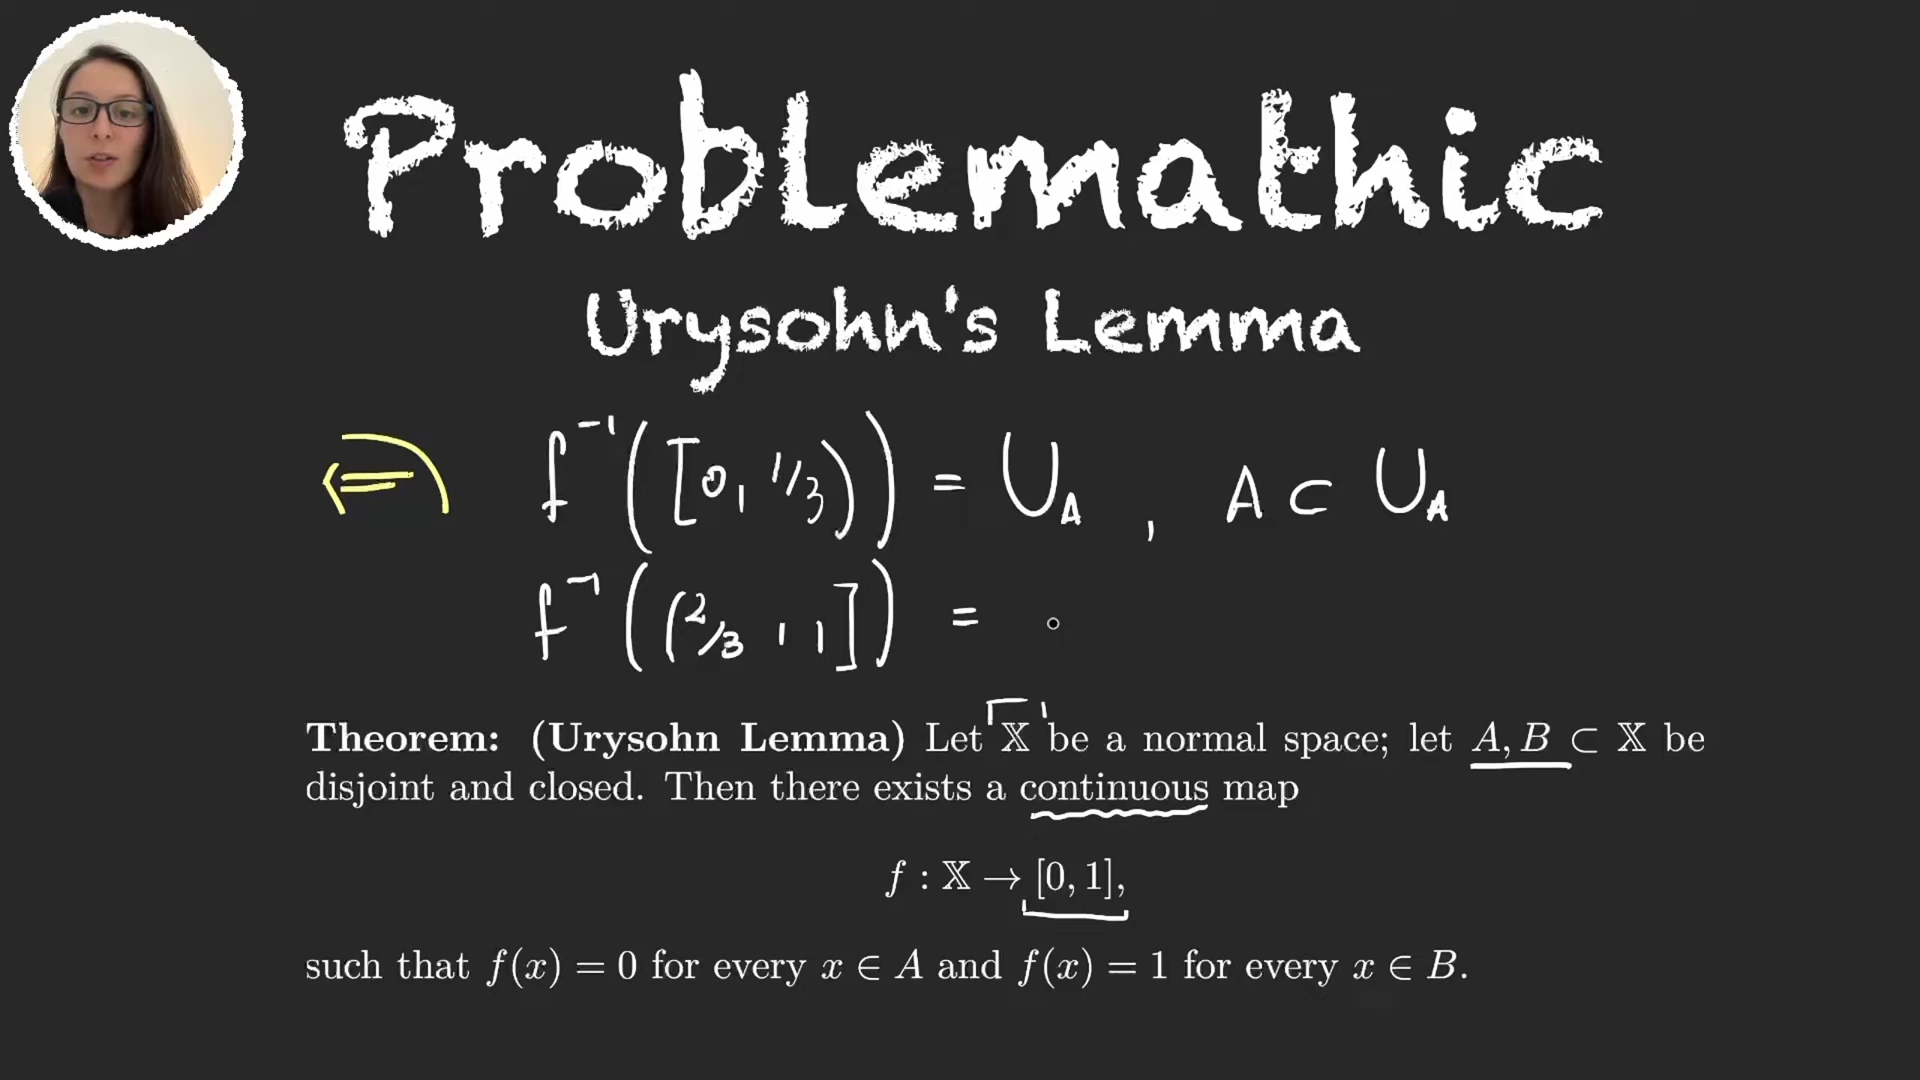 Problemathic
Urysohn's Lemma
⇐) f⁻¹([0, 1/3)) = U_A , A ⊂ U_A
f⁻¹((2/3, 1]) =
Theorem: (Urysohn Lemma) Let 𝕏 be a normal space; let A, B ⊂ 𝕏 be
disjoint and closed. Then there exists a continuous map
f : 𝕏 → [0, 1],
such that f(x) = 0 for every x ∈ A and f(x) = 1 for every x ∈ B.